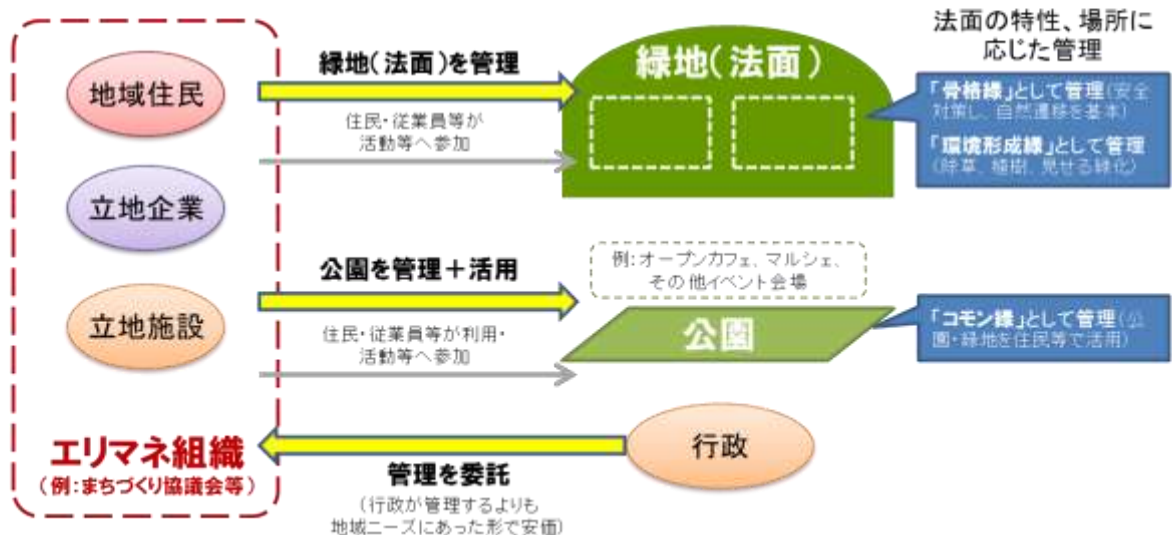 地域住民
立地企業
立地施設
エリマネ組織
(例:まちづくり協議会等)
緑地(法面)を管理
住民・従業員等が
活動等へ参加
公園を管理+活用
住民・従業員等が利用・
活動等へ参加
管理を委託
(行政が管理するよりも
地域ニーズにあった形で安価)
緑地(法面)
例:オープンカフェ、マルシェ、
その他イベント会場
公園
行政
法面の特性、場所に
応じた管理
「骨格緑」として管理(安全
対策し、自然遷移を基本)
「環境形成緑」として管理
(除草、植樹、見せる緑化)
「コモン緑」として管理(公
園・緑地を住民等で活用)